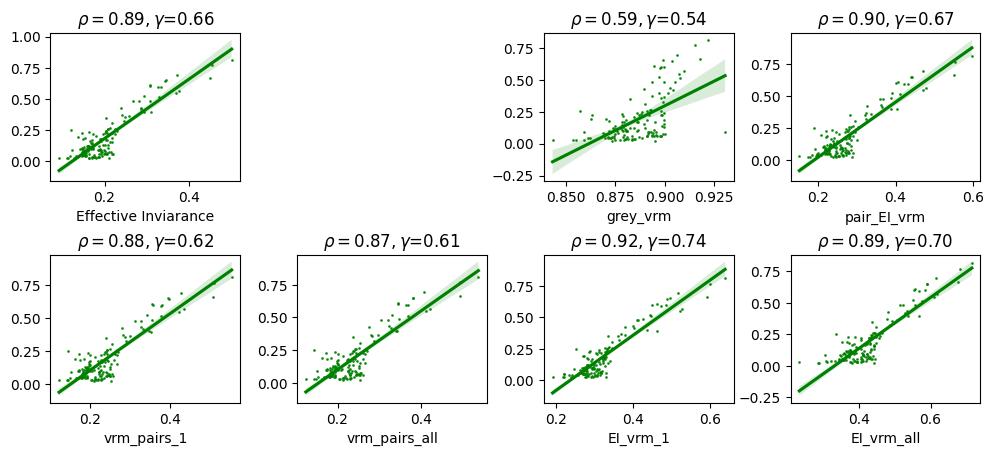 ρ = 0.89, γ=0.66
ρ = 0.59, γ=0.54
ρ = 0.90, γ=0.67
1.00
0.75
0.50
0.25
0.00
0.2 0.4
Effective Inviarance
0.75
0.50
0.25
0.00
−0.25
0.850 0.875 0.900 0.925
grey_vrm
0.75
0.50
0.25
0.00
0.2 0.4 0.6
pair_EI_vrm
ρ = 0.88, γ=0.62
ρ = 0.87, γ=0.61
ρ = 0.92, γ=0.74
ρ = 0.89, γ=0.70
0.75
0.50
0.25
0.00
0.2 0.4
vrm_pairs_1
0.75
0.50
0.25
0.00
0.2 0.4
vrm_pairs_all
0.75
0.50
0.25
0.00
0.2 0.4 0.6
EI_vrm_1
0.75
0.50
0.25
0.00
−0.25
0.4 0.6
EI_vrm_all